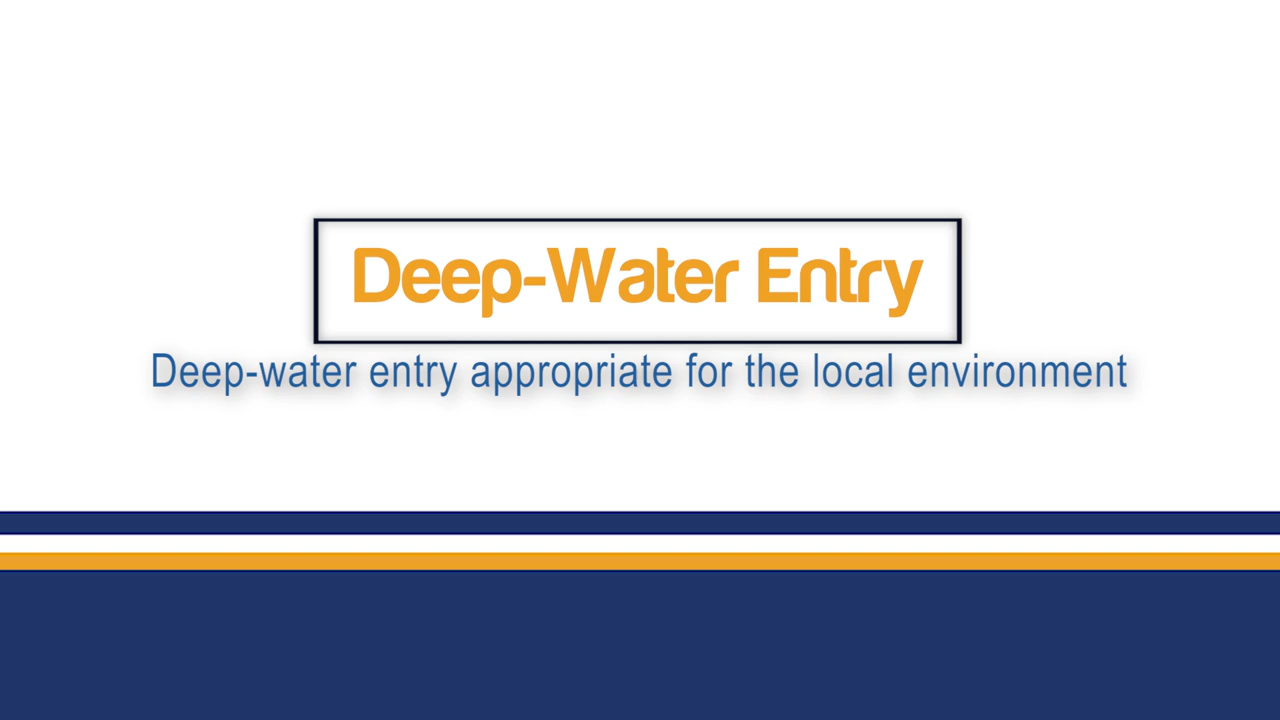 Deep-Water Entry
Deep-water entry appropriate for the local environment